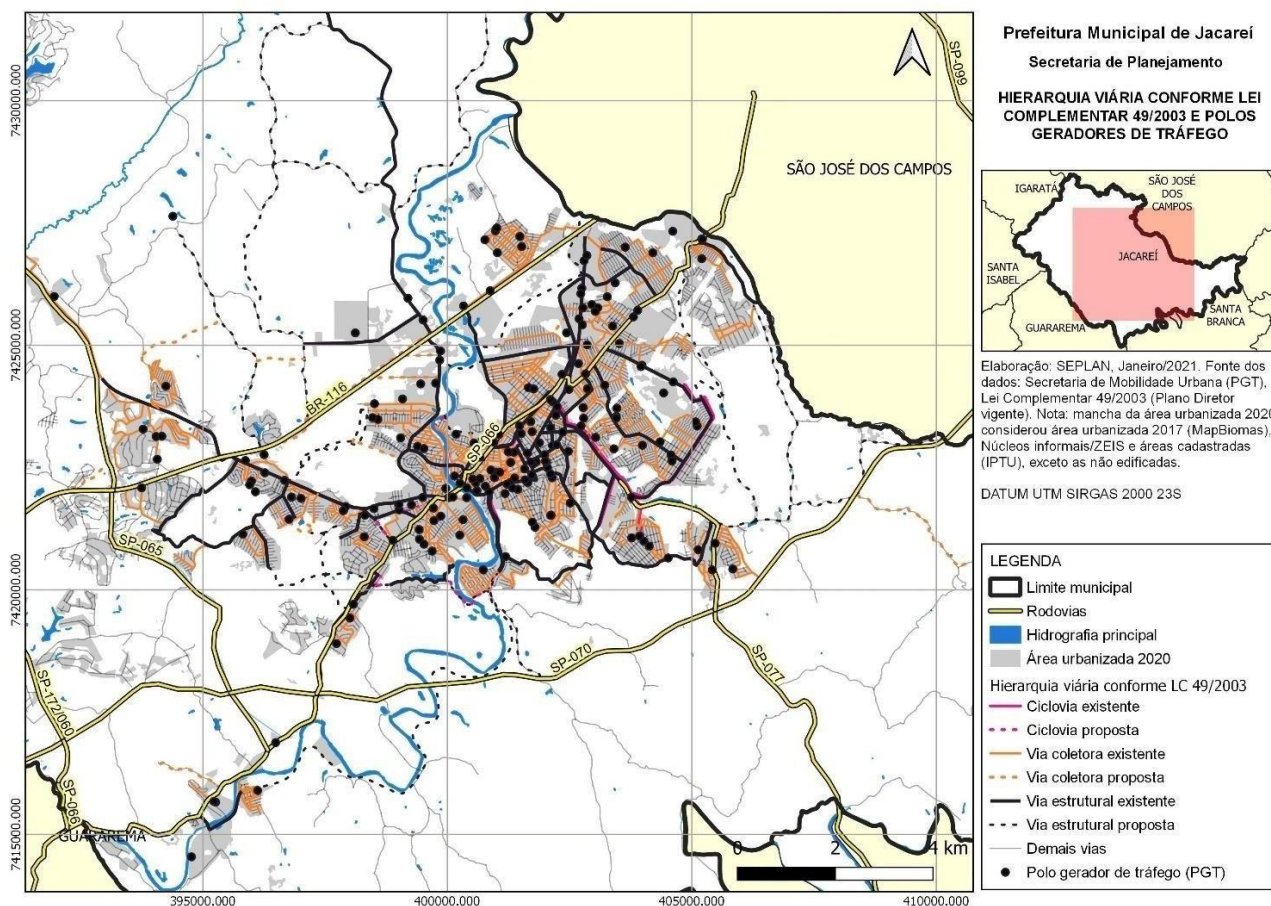 Prefeitura Municipal de Jacareí
Secretaria de Planejamento
HIERARQUIA VIÁRIA CONFORME LEI
COMPLEMENTAR 49/2003 E POLOS
GERADORES DE TRÁFEGO
IGARATÁ
SÃO JOSÉ
DOS
CAMPOS
JACAREÍ
SANTA
ISABEL
SANTA
BRANCA
GUARAREMA
Elaboração: SEPLAN, Janeiro/2021. Fonte dos
dados: Secretaria de Mobilidade Urbana (PGT),
Lei Complementar 49/2003 (Plano Diretor
vigente). Nota: mancha da área urbanizada 2020
considerou área urbanizada 2017 (MapBiomas),
Núcleos informais/ZEIS e áreas cadastradas
(IPTU), exceto as não edificadas.
DATUM UTM SIRGAS 2000 23S
LEGENDA
Limite municipal
Rodovias
Hidrografia principal
Área urbanizada 2020
Hierarquia viária conforme LC 49/2003
Ciclovia existente
Ciclovia proposta
Via coletora existente
Via coletora proposta
Via estrutural existente
Via estrutural proposta
Demais vias
Polo gerador de tráfego (PGT)
SP-099
SÃO JOSÉ DOS CAMPOS
BR-116
SP-066
SP-065
SP-070
SP-077
SP-172/060
SP-066
GUARAREMA
0 2 4 km
7430000.000
7425000.000
7420000.000
7415000.000
395000.000
400000.000
405000.000
410000.000